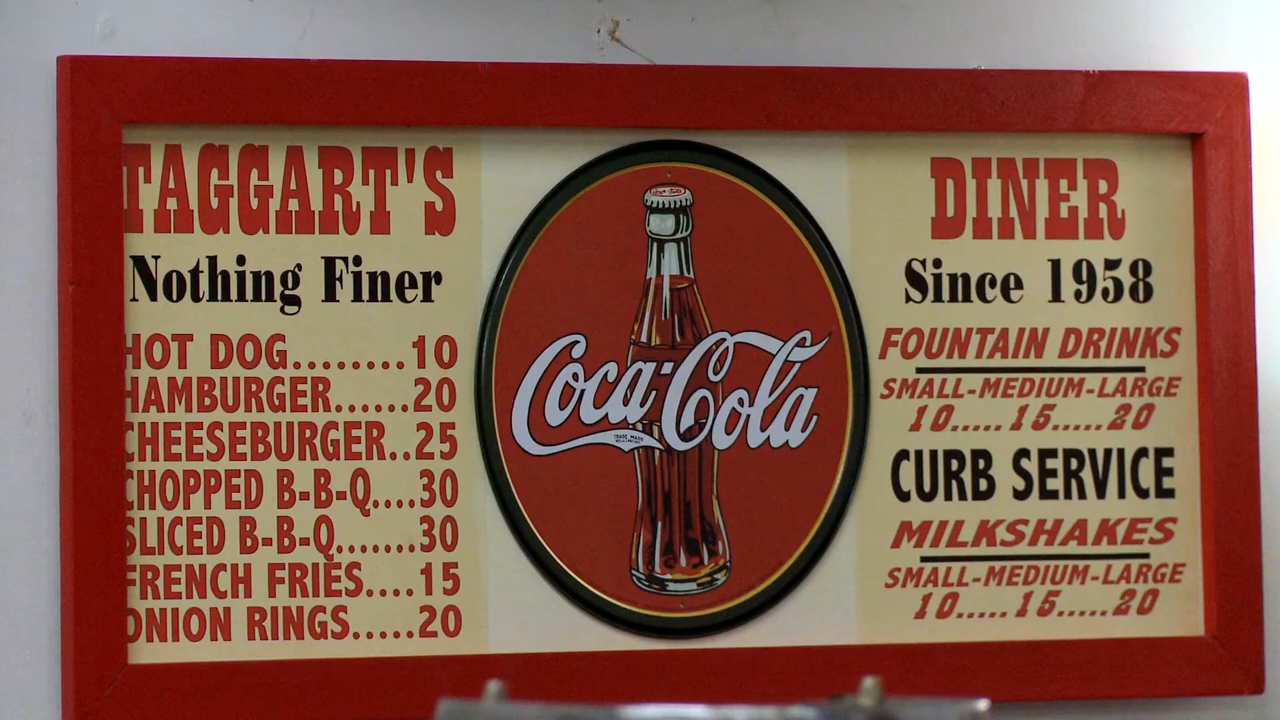 TAGGART'S
Nothing Finer
HOT DOG........10
HAMBURGER......20
CHEESEBURGER..25
CHOPPED B-B-Q....30
SLICED B-B-Q.......30
FRENCH FRIES....15
ONION RINGS.....20
Coca-Cola
TRADE MARK
DINER
Since 1958
FOUNTAIN DRINKS
SMALL-MEDIUM-LARGE
10.....15.....20
CURB SERVICE
MILKSHAKES
SMALL-MEDIUM-LARGE
10.....15.....20